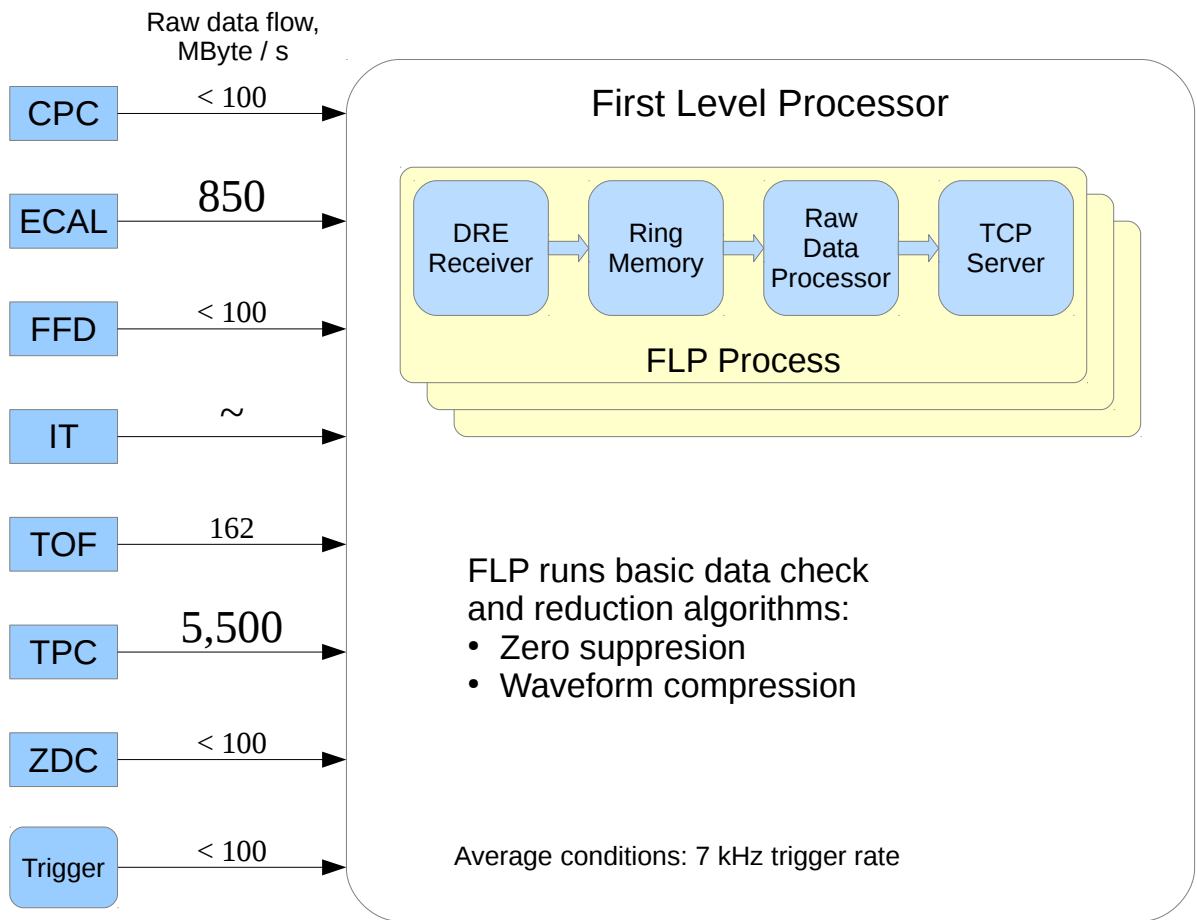 Raw data flow,
MByte / s
CPC
< 100
ECAL
850
FFD
< 100
IT
~
TOF
162
TPC
5,500
ZDC
< 100
Trigger
< 100
First Level Processor
DRE
Receiver
Ring
Memory
Raw
Data
Processor
TCP
Server
FLP Process
FLP runs basic data check
and reduction algorithms:
• Zero suppresion
• Waveform compression
Average conditions: 7 kHz trigger rate